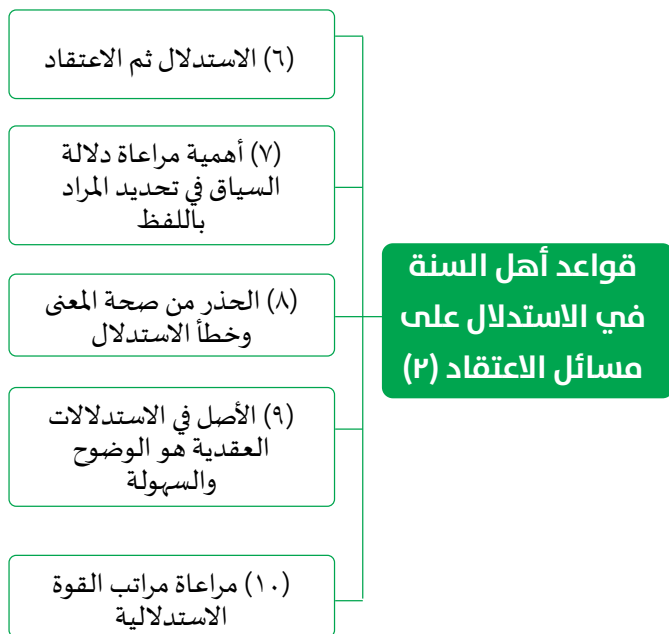 قواعد أهل السنة
في الاستدلال على
مسائل الاعتقاد (٢)
(٦) الاستدلال ثم الاعتقاد
(٧) أهمية مراعاة دلالة
السياق في تحديد المراد
باللفظ
(٨) الحذر من صحة المعنى
وخطأ الاستدلال
(٩) الأصل في الاستدلالات
العقدية هو الوضوح
والسهولة
(١٠) مراعاة مراتب القوة
الاستدلالية